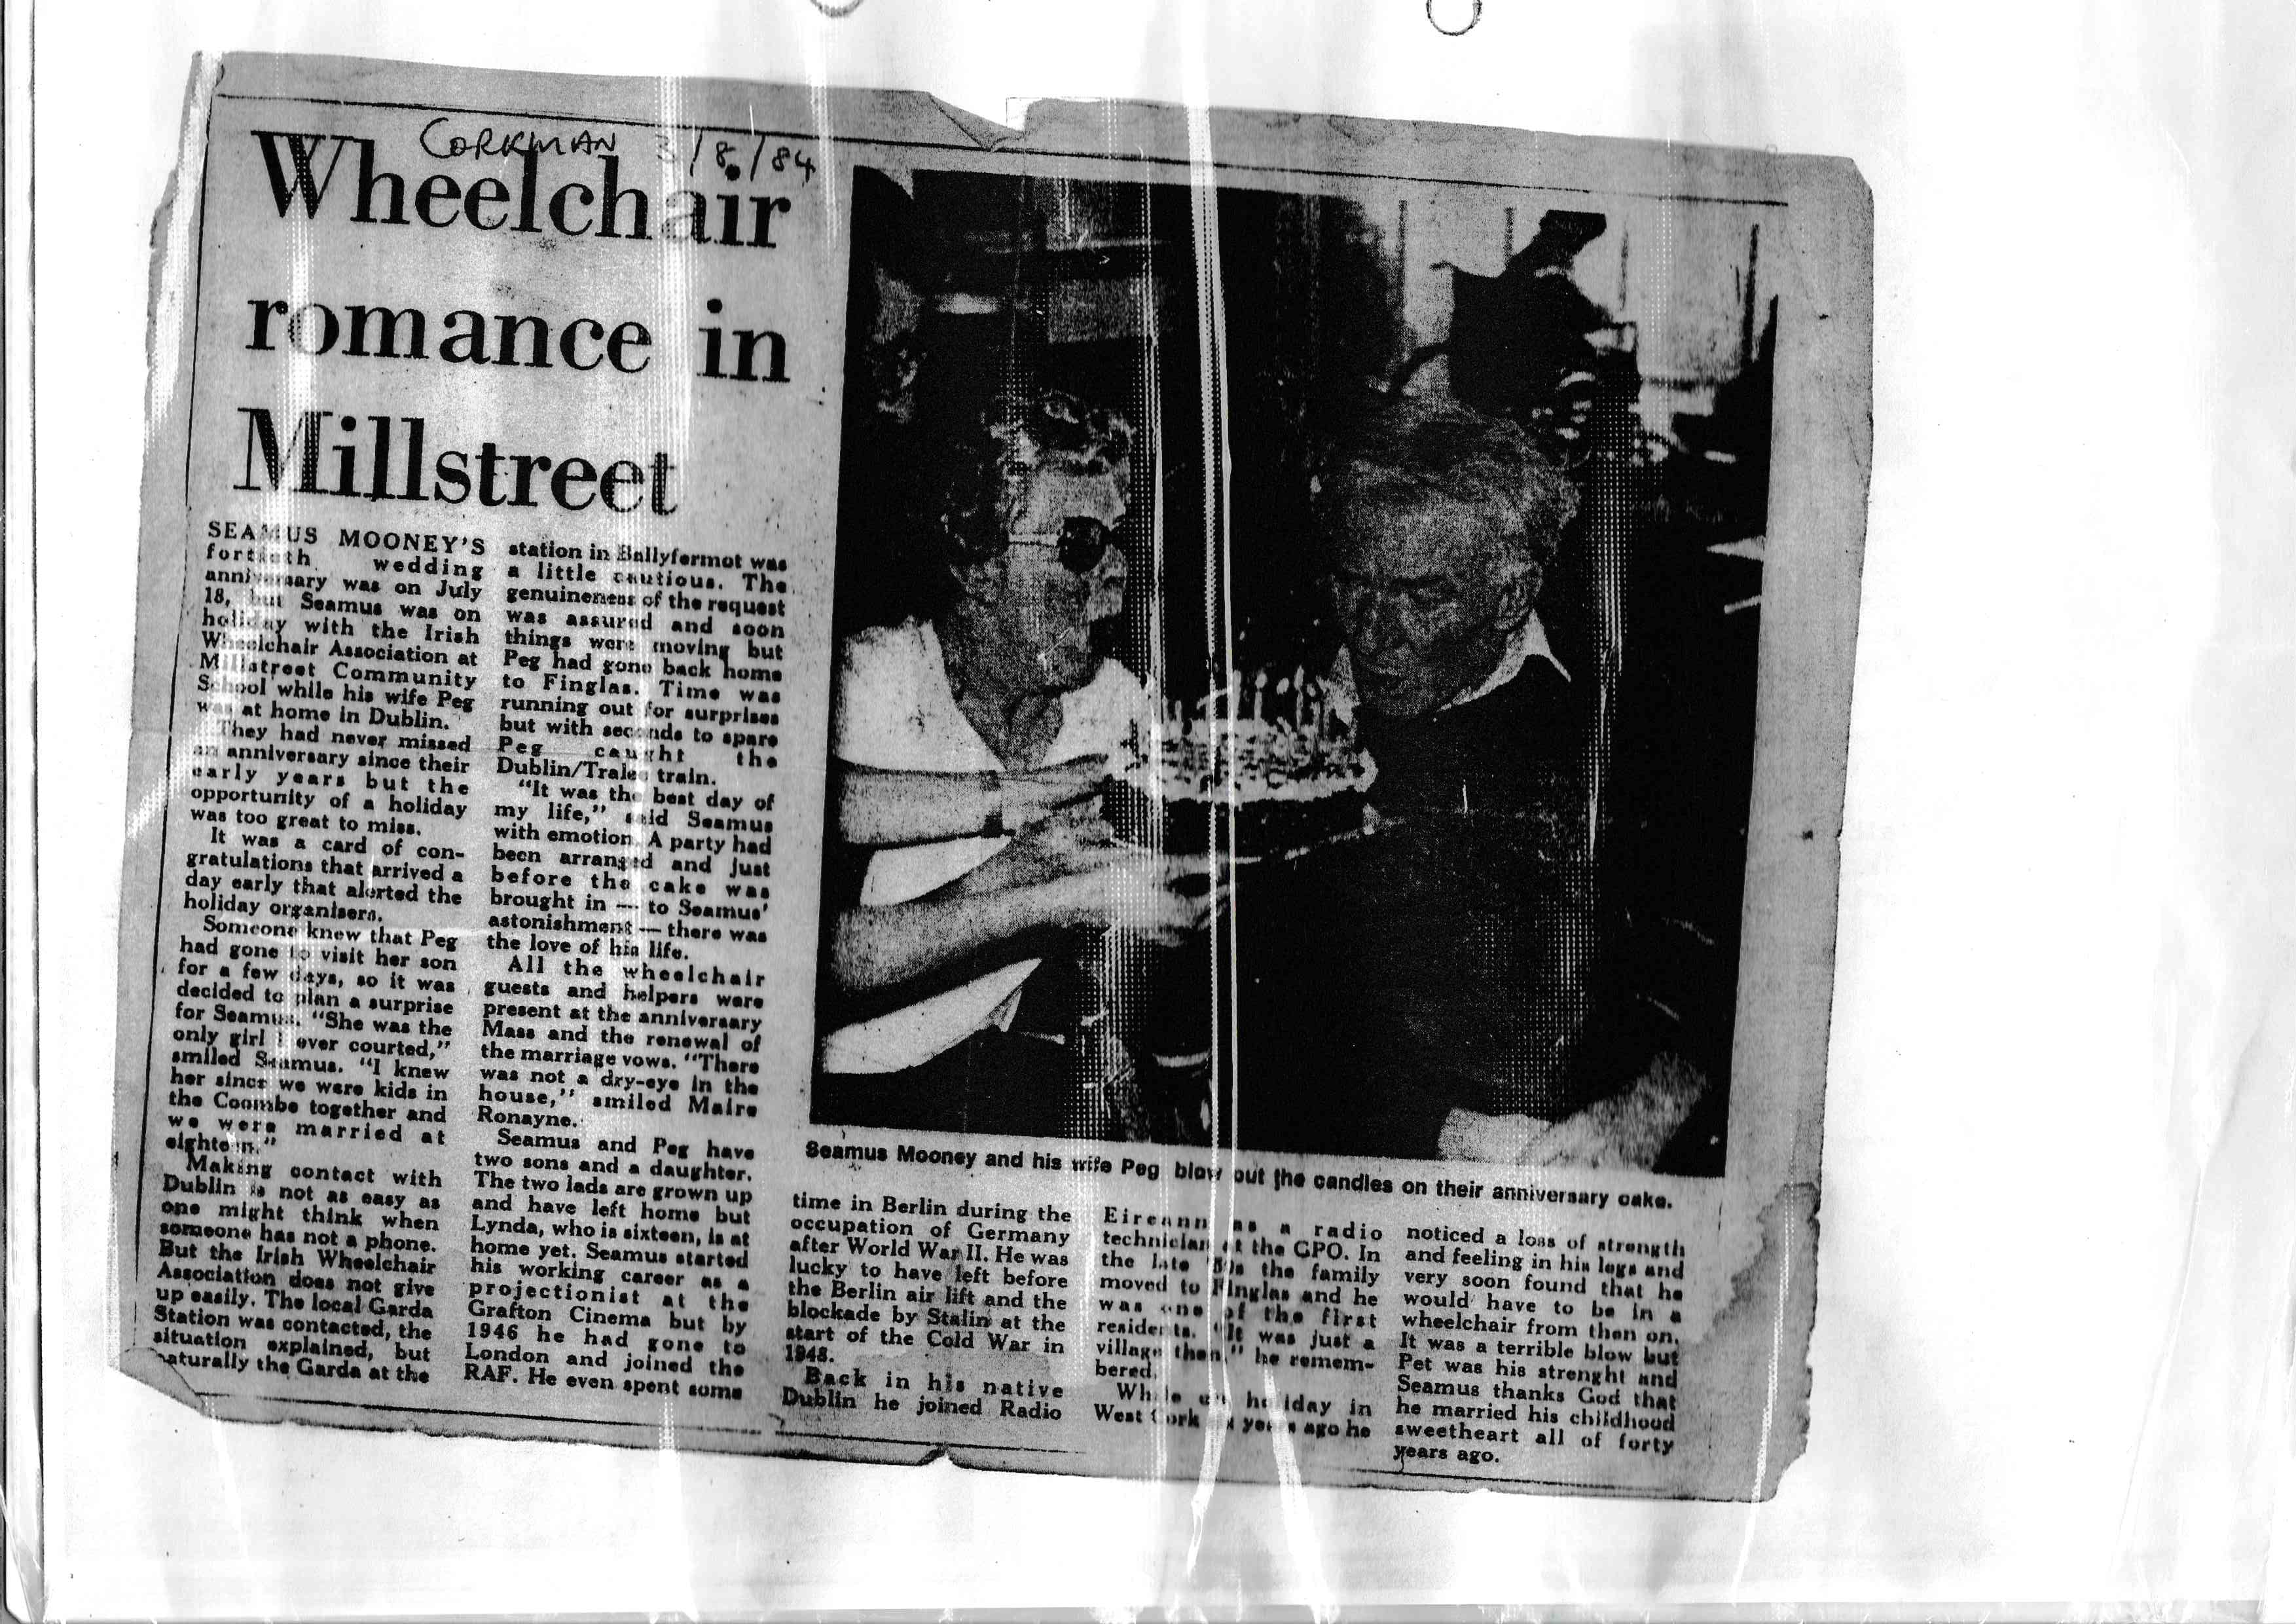 CORKMAN 3/8/84
Wheelchair
romance in
Millstreet
SEAMUS MOONEY'S
fortieth wedding
anniversary was on July
18, but Seamus was on
holiday with the Irish
Wheelchair Association at
Millstreet Community
School while his wife Peg
was at home in Dublin.
They had never missed
an anniversary since their
early years but the
opportunity of a holiday
was too great to miss.
It was a card of con-
gratulations that arrived a
day early that alerted the
holiday organisers.
Someone knew that Peg
had gone to visit her son
for a few days, so it was
decided to plan a surprise
for Seamus. "She was the
only girl I ever courted,"
smiled Seamus. "I knew
her since we were kids in
the Coombe together and
we were married at
eighteen."
Making contact with
Dublin is not as easy as
one might think when
someone has not a phone.
But the Irish Wheelchair
Association does not give
up easily. The local Garda
Station was contacted, the
situation explained, but
naturally the Garda at the
station in Ballyfermot was
a little cautious. The
genuineness of the request
was assured and soon
things were moving but
Peg had gone back home
to Finglas. Time was
running out for surprises
but with seconds to spare
Peg caught the
Dublin/Tralee train.
"It was the best day of
my life," said Seamus
with emotion. A party had
been arranged and just
before the cake was
brought in — to Seamus'
astonishment — there was
the love of his life.
All the wheelchair
guests and helpers were
present at the anniversary
Mass and the renewal of
the marriage vows. "There
was not a dry-eye in the
house," smiled Maire
Ronayne.
Seamus and Peg have
two sons and a daughter.
The two lads are grown up
and have left home but
Lynda, who is sixteen, is at
home yet. Seamus started
his working career as a
projectionist at the
Grafton Cinema but by
1946 he had gone to
London and joined the
RAF. He even spent some
Seamus Mooney and his wife Peg blow out the candles on their anniversary cake.
time in Berlin during the
occupation of Germany
after World War II. He was
lucky to have left before
the Berlin air lift and the
blockade by Stalin at the
start of the Cold War in
1948.
Back in his native
Dublin he joined Radio
Eireann as a radio
technician at the GPO. In
the late the family
moved to Finglas and he
was one of the first
residents. "It was just a
village then," he remem-
bered.
While on holiday in
West Cork years ago he
noticed a loss of strength
and feeling in his legs and
very soon found that he
would have to be in a
wheelchair from then on.
It was a terrible blow but
Pet was his strenght and
Seamus thanks God that
he married his childhood
sweetheart all of forty
years ago.